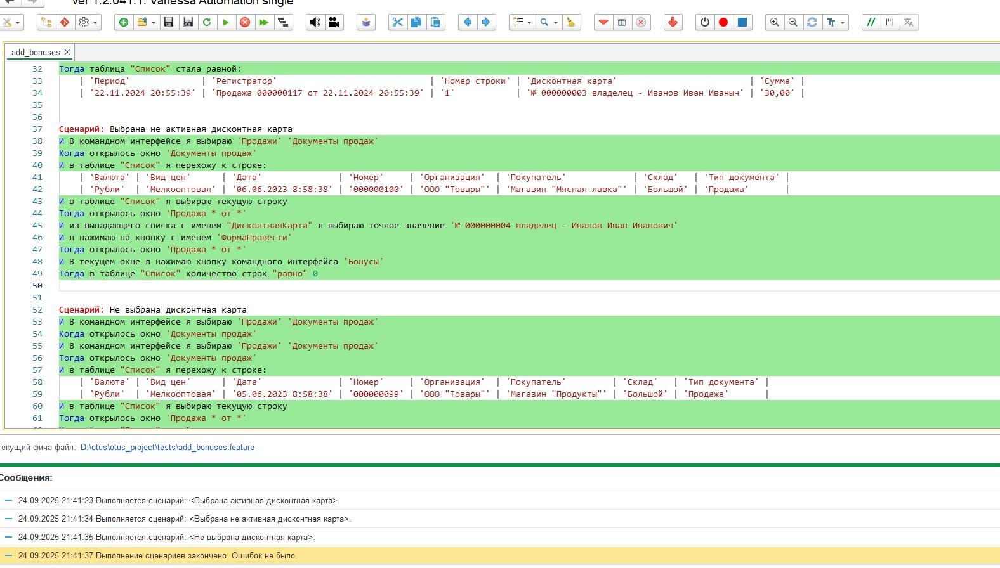 ver 1.2.041.1. Vanessa Automation single
add_bonuses
32 Тогда таблица "Список" стала равной:
33 | 'Период' | 'Регистратор' | 'Номер строки' | 'Дисконтная карта' | 'Сумма' |
34 | '22.11.2024 20:55:39' | 'Продажа 000000117 от 22.11.2024 20:55:39' | '1' | '№ 000000003 владелец - Иванов Иван Иваныч' | '30,00' |
35
36
37 Сценарий: Выбрана не активная дисконтная карта
38 И В командном интерфейсе я выбираю 'Продажи' 'Документы продаж'
39 Когда открылось окно 'Документы продаж'
40 И в таблице "Список" я перехожу к строке:
41 | 'Валюта' | 'Вид цен' | 'Дата' | 'Номер' | 'Организация' | 'Покупатель' | 'Склад' | 'Тип документа' |
42 | 'Рубли' | 'Мелкооптовая' | '06.06.2023 8:58:38' | '000000100' | 'ООО "Товары"' | 'Магазин "Мясная лавка"' | 'Большой' | 'Продажа' |
43 И в таблице "Список" я выбираю текущую строку
44 Тогда открылось окно 'Продажа * от *'
45 И из выпадающего списка с именем "ДисконтнаяКарта" я выбираю точное значение '№ 000000004 владелец - Иванов Иван Иванович'
46 И я нажимаю на кнопку с именем 'ФормаПровести'
47 Тогда открылось окно 'Продажа * от *'
48 И В текущем окне я нажимаю кнопку командного интерфейса 'Бонусы'
49 Тогда в таблице "Список" количество строк "равно" 0
50
51
52 Сценарий: Не выбрана дисконтная карта
53 И В командном интерфейсе я выбираю 'Продажи' 'Документы продаж'
54 Когда открылось окно 'Документы продаж'
55 И В командном интерфейсе я выбираю 'Продажи' 'Документы продаж'
56 Тогда открылось окно 'Документы продаж'
57 И в таблице "Список" я перехожу к строке:
58 | 'Валюта' | 'Вид цен' | 'Дата' | 'Номер' | 'Организация' | 'Покупатель' | 'Склад' | 'Тип документа' |
59 | 'Рубли' | 'Мелкооптовая' | '05.06.2023 8:58:38' | '000000099' | 'ООО "Товары"' | 'Магазин "Продукты"' | 'Большой' | 'Продажа' |
60 И в таблице "Список" я выбираю текущую строку
61 Тогда открылось окно 'Продажа * от *'
Текущий фича файл: D:\otus\otus_project\tests\add_bonuses.feature
Сообщения:
24.09.2025 21:41:23 Выполняется сценарий: <Выбрана активная дисконтная карта>.
24.09.2025 21:41:34 Выполняется сценарий: <Выбрана не активная дисконтная карта>.
24.09.2025 21:41:35 Выполняется сценарий: <Не выбрана дисконтная карта>.
24.09.2025 21:41:37 Выполнение сценариев закончено. Ошибок не было.